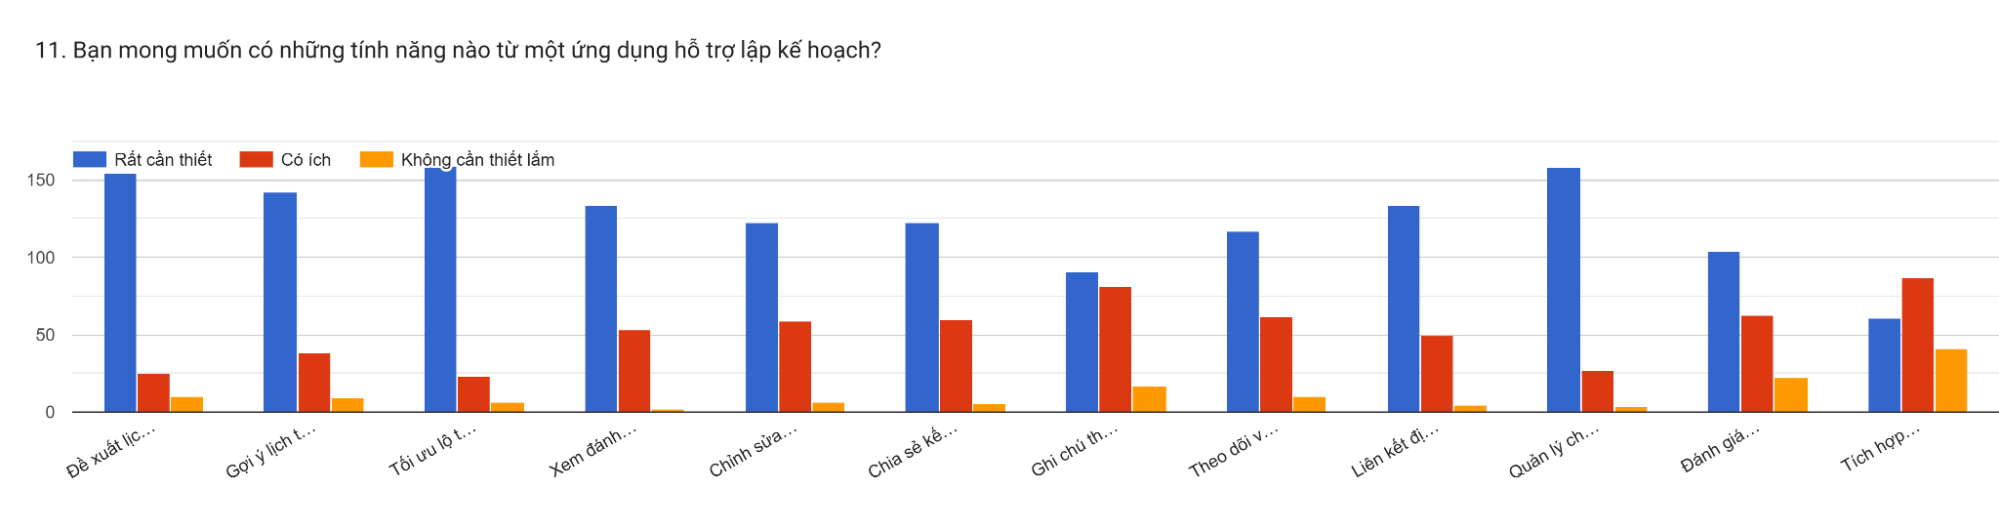 11. Bạn mong muốn có những tính năng nào từ một ứng dụng hỗ trợ lập kế hoạch?
Rất cần thiết
Có ích
Không cần thiết lắm
150
100
50
0
Đề xuất lịc...
Gợi ý lịch t...
Tối ưu lộ t...
Xem đánh...
Chỉnh sửa...
Chia sẻ kế...
Ghi chú th...
Theo dõi v...
Liên kết đị...
Quản lý ch...
Đánh giá...
Tích hợp...